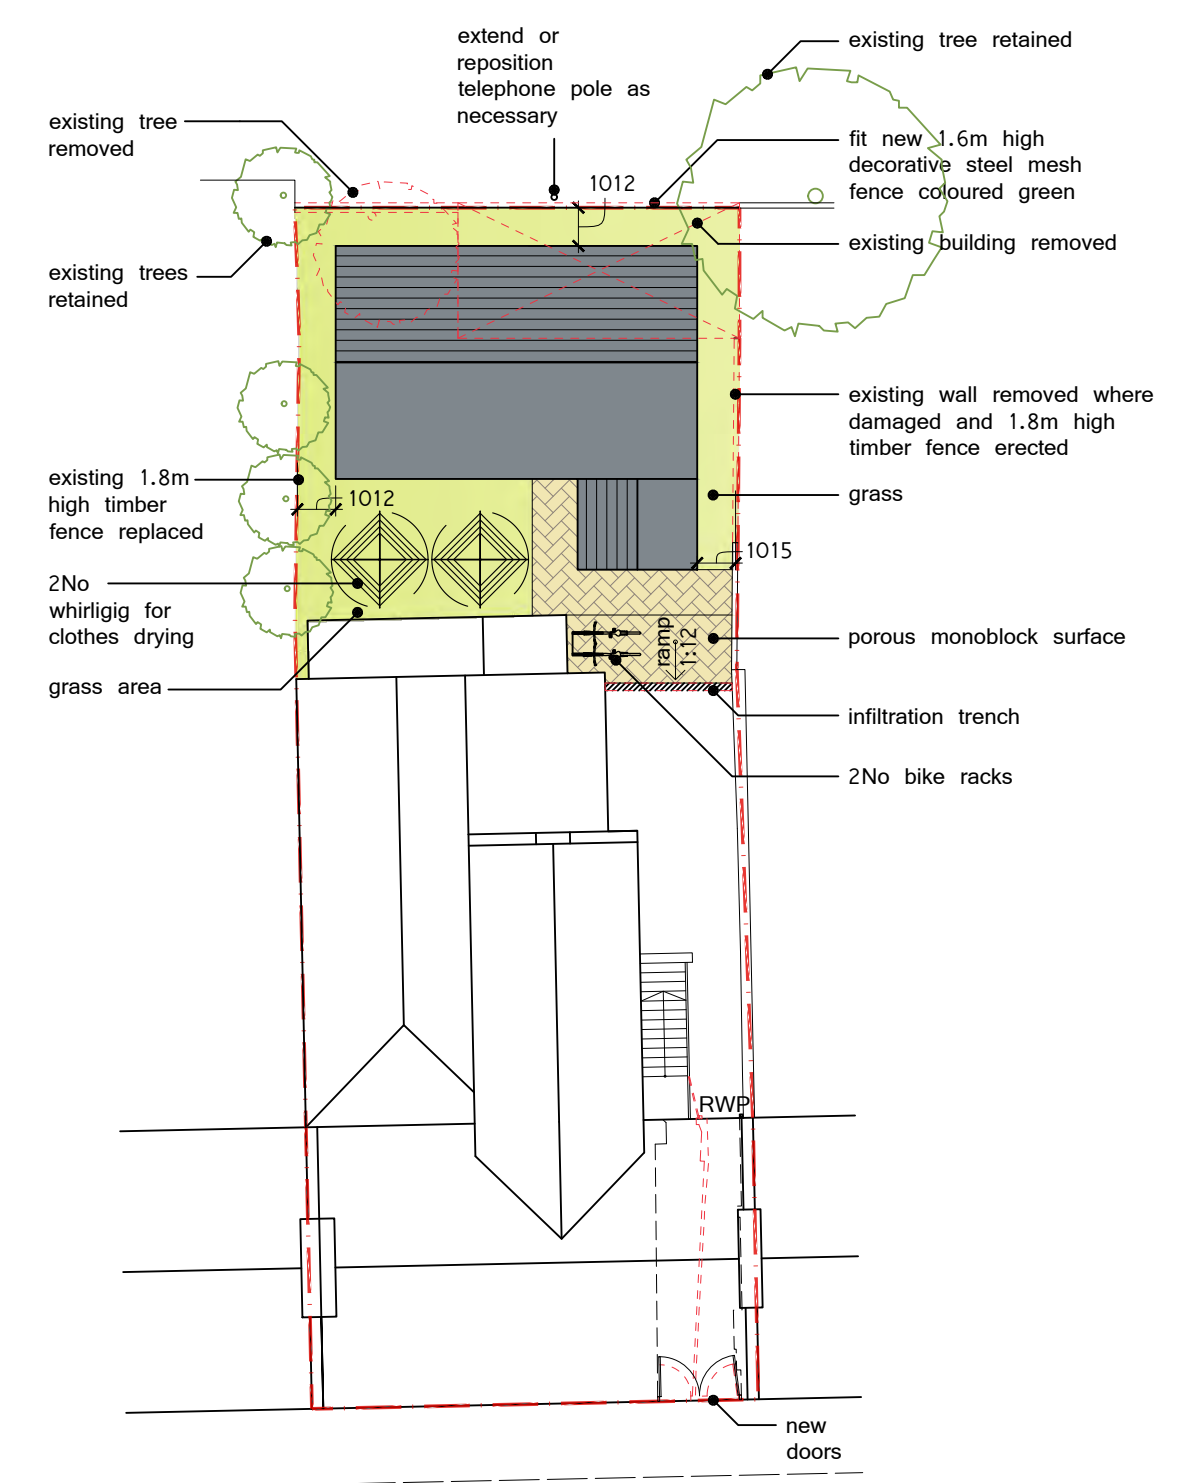 extend or
reposition
telephone pole as
necessary
existing tree retained
existing tree
removed
fit new 1.6m high
decorative steel mesh
fence coloured green
1012
existing building removed
existing trees
retained
existing wall removed where
damaged and 1.8m high
timber fence erected
existing 1.8m
high timber
fence replaced
1012
grass
1015
2No
whirligig for
clothes drying
ramp
1:12
porous monoblock surface
grass area
infiltration trench
2No bike racks
RWP
new
doors